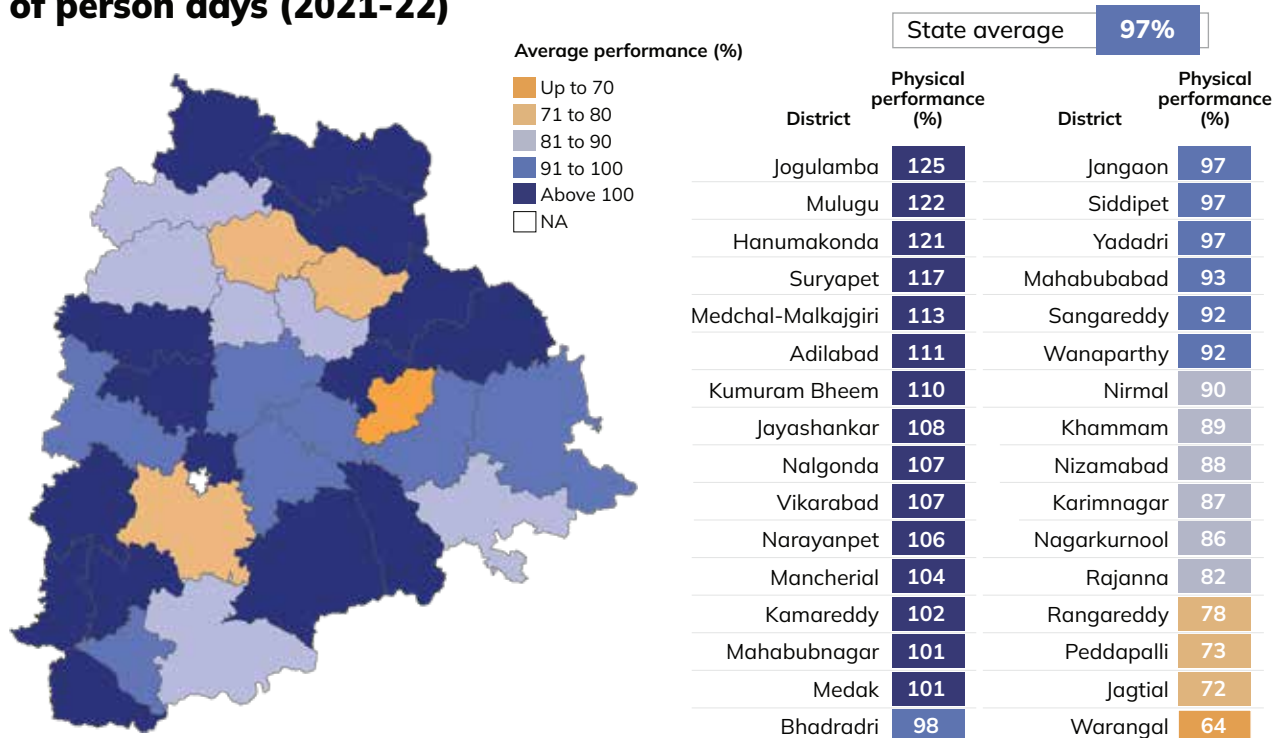 of person days (2021-22)
State average 97%
Average performance (%)
Up to 70
71 to 80
81 to 90
91 to 100
Above 100
NA
District Physical performance (%)
Jogulamba 125
Mulugu 122
Hanumakonda 121
Suryapet 117
Medchal-Malkajgiri 113
Adilabad 111
Kumuram Bheem 110
Jayashankar 108
Nalgonda 107
Vikarabad 107
Narayanpet 106
Mancherial 104
Kamareddy 102
Mahabubnagar 101
Medak 101
Bhadradri 98
District Physical performance (%)
Jangaon 97
Siddipet 97
Yadadri 97
Mahabubabad 93
Sangareddy 92
Wanaparthy 92
Nirmal 90
Khammam 89
Nizamabad 88
Karimnagar 87
Nagarkurnool 86
Rajanna 82
Rangareddy 78
Peddapalli 73
Jagtial 72
Warangal 64